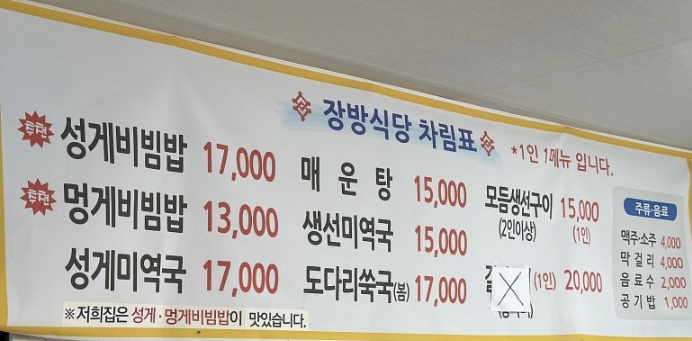 장방식당 차림표
*1인 1메뉴 입니다.
추천 성게비빔밥 17,000
추천 멍게비빔밥 13,000
성게미역국 17,000
※저희집은 성게·멍게비빔밥이 맛있습니다.
매운탕 15,000
생선미역국 15,000
도다리쑥국(봄) 17,000
모듬생선구이 15,000
(2인이상) (1인)
(1인) 20,000
주류·음료
맥주·소주 4,000
막걸리 4,000
음료수 2,000
공기밥 1,000